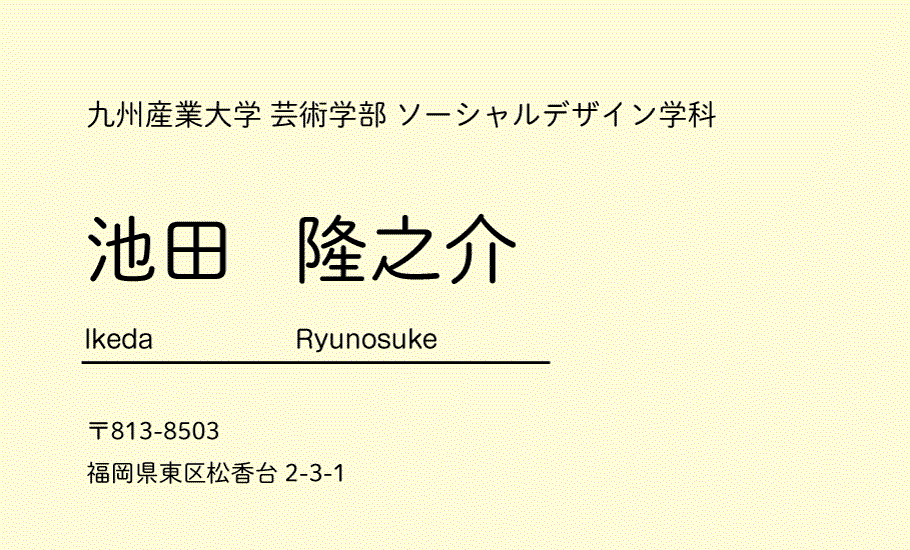 九州産業大学 芸術学部 ソーシャルデザイン学科
池田　隆之介
Ikeda　Ryunosuke
〒813-8503
福岡県東区松香台 2-3-1